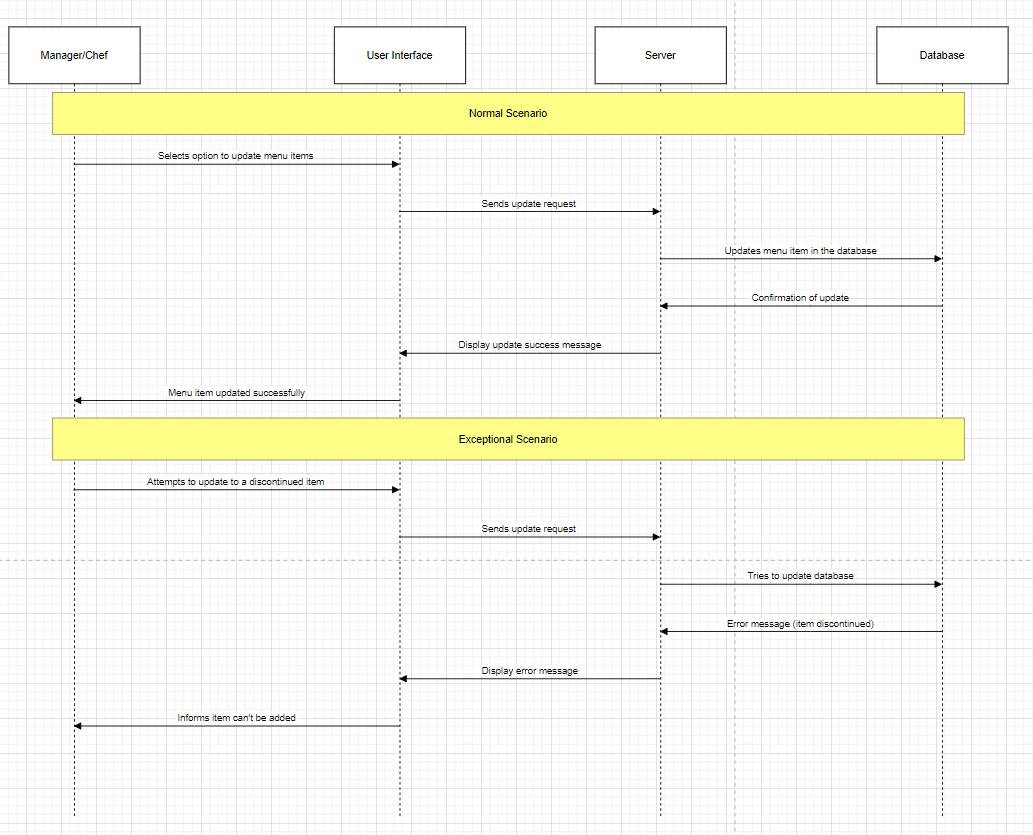 Manager/Chef
User Interface
Server
Database
Normal Scenario
Selects option to update menu items
Sends update request
Updates menu item in the database
Confirmation of update
Display update success message
Menu item updated successfully
Exceptional Scenario
Attempts to update to a discontinued item
Sends update request
Tries to update database
Error message (item discontinued)
Display error message
Informs item can't be added